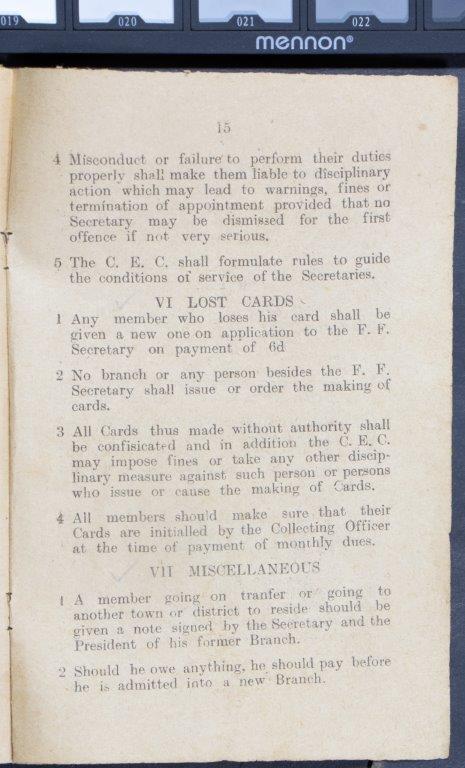 019
020
021
022
mennon®
15
4 Misconduct or failure to perform their duties
properly shall make them liable to disciplinary
action which may lead to warnings, fines or
termination of appointment provided that no
Secretary may be dismissed for the first
offence if not very serious.
5 The C. E. C. shall formulate rules to guide
the conditions of service of the Secretaries.
VI LOST CARDS
1 Any member who loses his card shall be
given a new one on application to the F. F.
Secretary on payment of 6d
2 No branch or any person besides the F. F.
Secretary shall issue or order the making of
cards.
3 All Cards thus made without authority shall
be confisicated and in addition the C. E. C.
may impose fines or take any other discip-
linary measure against such person or persons
who issue or cause the making of Cards.
4 All members should make sure that their
Cards are initialled by the Collecting Officer
at the time of payment of monthly dues.
VII MISCELLANEOUS
1 A member going on tranfer or going to
another town or district to reside should be
given a note signed by the Secretary and the
President of his former Branch.
2 Should he owe anything, he should pay before
he is admitted into a new Branch.